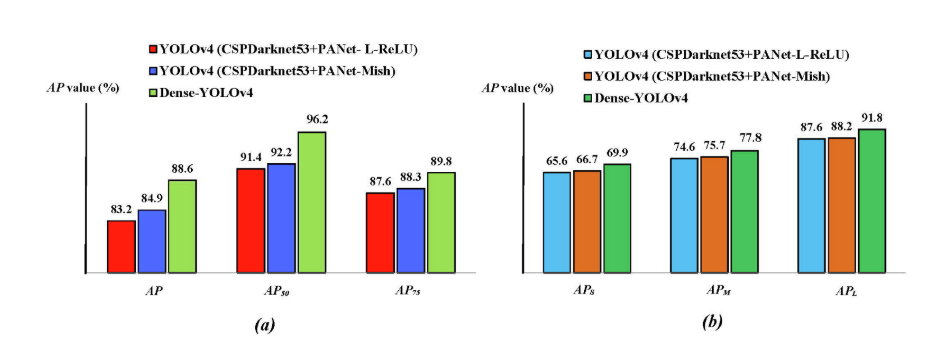 YOLOv4 (CSPDarknet53+PANet- L-ReLU)
YOLOv4 (CSPDarknet53+PANet-Mish)
Dense-YOLOv4
AP value (%)
83.2
84.9
88.6
91.4
92.2
96.2
87.6
88.3
89.8
AP
AP50
AP75
(a)
YOLOv4 (CSPDarknet53+PANet-L-ReLU)
YOLOv4 (CSPDarknet53+PANet-Mish)
Dense-YOLOv4
AP value (%)
65.6
66.7
69.9
74.6
75.7
77.8
87.6
88.2
91.8
APS
APM
APL
(b)